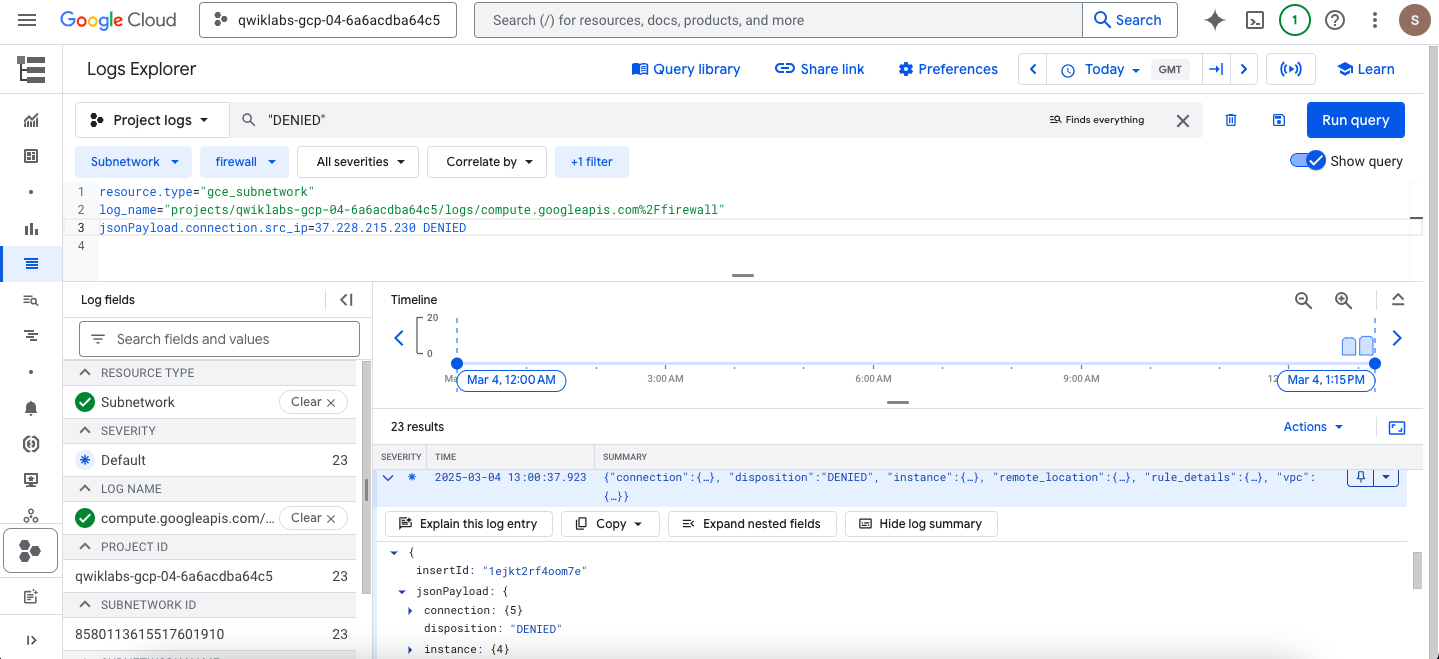 Google Cloud
qwiklabs-gcp-04-6a6acdba64c5
Search (/) for resources, docs, products, and more
Search
1
S
Logs Explorer
Query library
Share link
Preferences
Today
GMT
Learn
Project logs
"DENIED"
Finds everything
Run query
Subnetwork
firewall
All severities
Correlate by
+1 filter
Show query
1 resource.type="gce_subnetwork"
2 log_name="projects/qwiklabs-gcp-04-6a6acdba64c5/logs/compute.googleapis.com%2Ffirewall"
3 jsonPayload.connection.src_ip=37.228.215.230 DENIED
4
Log fields
Search fields and values
RESOURCE TYPE
Subnetwork
Clear
SEVERITY
Default 23
LOG NAME
compute.googleapis.com/...
Clear
PROJECT ID
qwiklabs-gcp-04-6a6acdba64c5 23
SUBNETWORK ID
8580113615517601910 23
Timeline
20
0
Mar 4, 12:00 AM
3:00 AM
6:00 AM
9:00 AM
Mar 4, 1:15 PM
23 results
Actions
SEVERITY TIME SUMMARY
2025-03-04 13:00:37.923 {"connection":{…}, "disposition":"DENIED", "instance":{…}, "remote_location":{…}, "rule_details":{…}, "vpc":
{…}}
Explain this log entry
Copy
Expand nested fields
Hide log summary
{
insertId: "1ejkt2rf4oom7e"
jsonPayload: {
connection: {5}
disposition: "DENIED"
instance: {4}